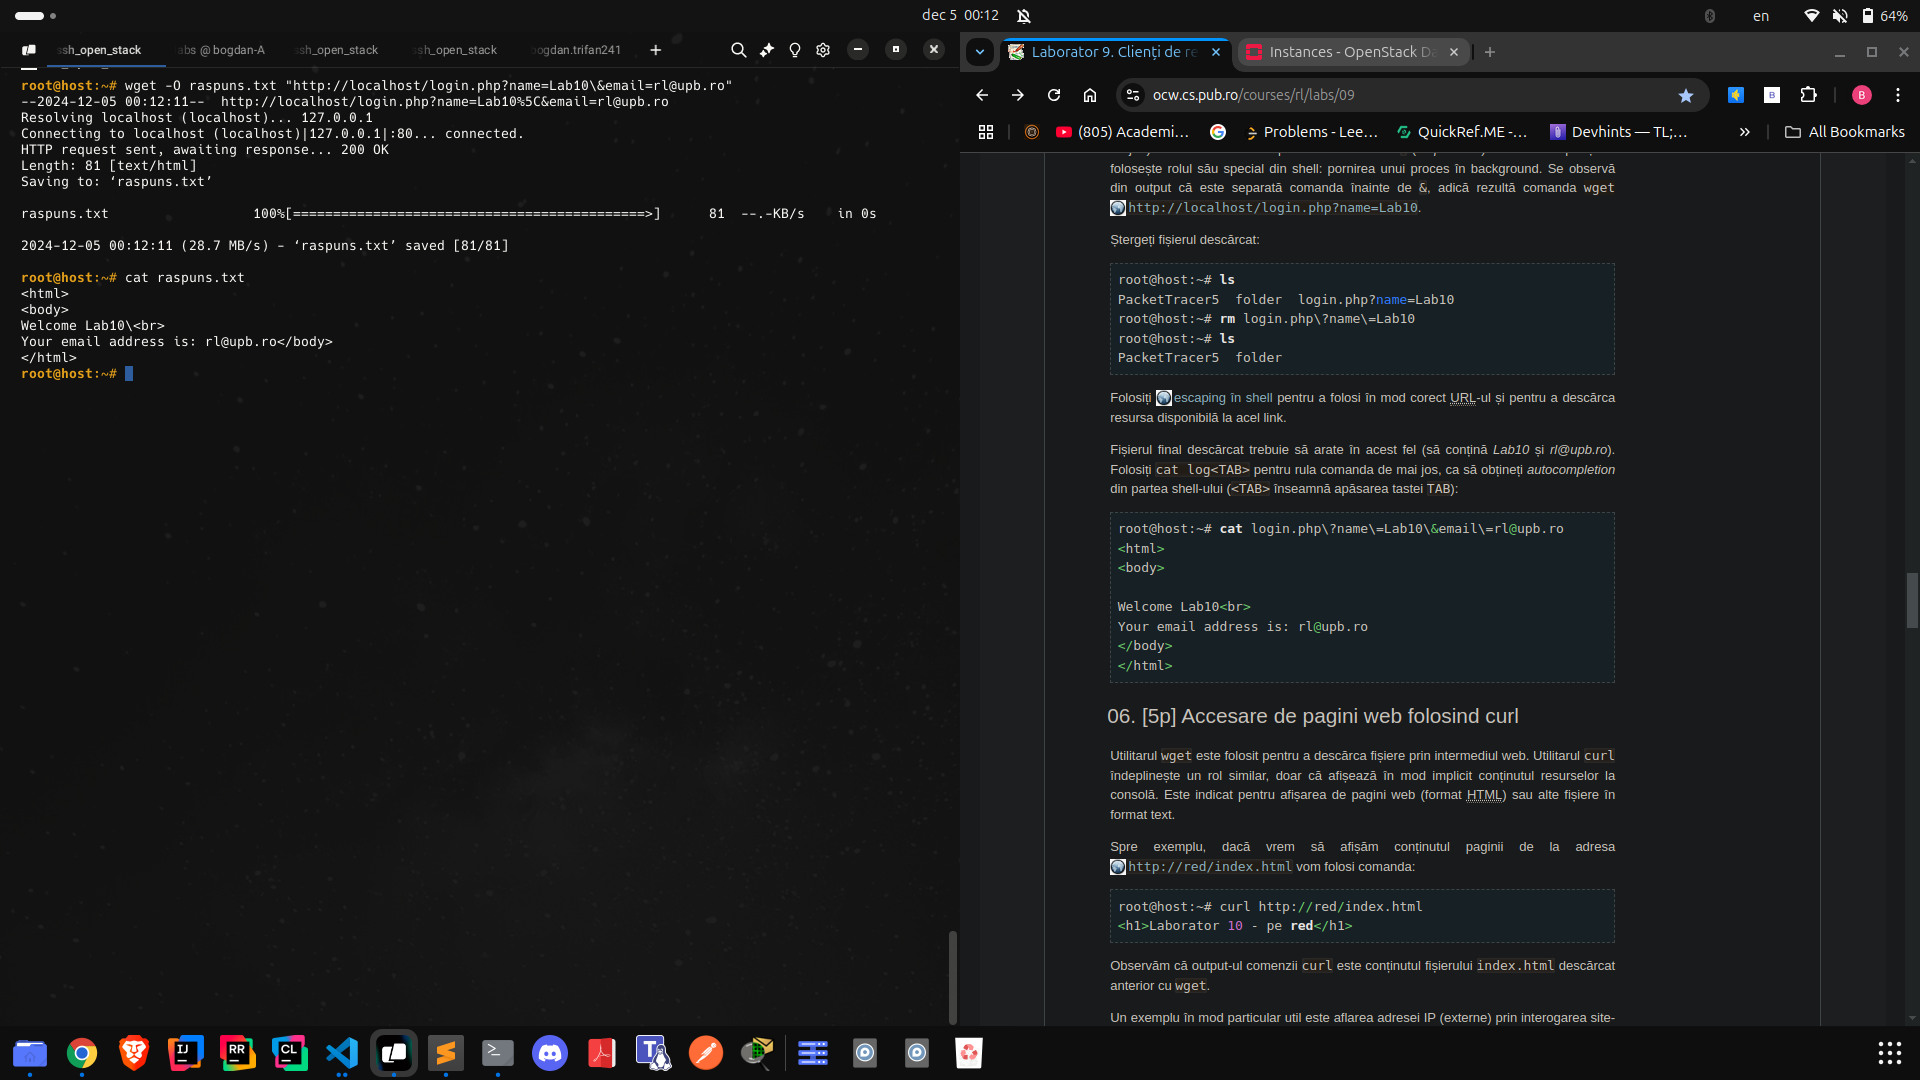 dec 5 00:12
en
64%
ssh_open_stack
abs @ bogdan-A
ssh_open_stack
ssh_open_stack
bogdan.trifan241
root@host:~# wget -O raspuns.txt "http://localhost/login.php?name=Lab10\&email=rl@upb.ro"
--2024-12-05 00:12:11-- http://localhost/login.php?name=Lab10%5C&email=rl@upb.ro
Resolving localhost (localhost)... 127.0.0.1
Connecting to localhost (localhost)|127.0.0.1|:80... connected.
HTTP request sent, awaiting response... 200 OK
Length: 81 [text/html]
Saving to: ‘raspuns.txt’
raspuns.txt 100%[============================================>] 81 --.-KB/s in 0s
2024-12-05 00:12:11 (28.7 MB/s) - ‘raspuns.txt’ saved [81/81]
root@host:~# cat raspuns.txt
<html>
<body>
Welcome Lab10\<br>
Your email address is: rl@upb.ro</body>
</html>
root@host:~#
Laborator 9. Clienți de re
Instances - OpenStack Da
ocw.cs.pub.ro/courses/rl/labs/09
B
(805) Academi...
Problems - Lee...
QuickRef.ME -...
Devhints — TL;...
All Bookmarks
folosește rolul său special din shell: pornirea unui proces în background. Se observă
din output că este separată comanda înainte de &, adică rezultă comanda wget
http://localhost/login.php?name=Lab10.
Ștergeți fișierul descărcat:
root@host:~# ls
PacketTracer5 folder login.php?name=Lab10
root@host:~# rm login.php\?name\=Lab10
root@host:~# ls
PacketTracer5 folder
Folosiți escaping în shell pentru a folosi în mod corect URL-ul și pentru a descărca
resursa disponibilă la acel link.
Fișierul final descărcat trebuie să arate în acest fel (să conțină Lab10 și rl@upb.ro).
Folosiți cat log<TAB> pentru rula comanda de mai jos, ca să obțineți autocompletion
din partea shell-ului (<TAB> înseamnă apăsarea tastei TAB):
root@host:~# cat login.php\?name\=Lab10\&email\=rl@upb.ro
<html>
<body>
Welcome Lab10<br>
Your email address is: rl@upb.ro
</body>
</html>
06. [5p] Accesare de pagini web folosind curl
Utilitarul wget este folosit pentru a descărca fișiere prin intermediul web. Utilitarul curl
îndeplinește un rol similar, doar că afișează în mod implicit conținutul resurselor la
consolă. Este indicat pentru afișarea de pagini web (format HTML) sau alte fișiere în
format text.
Spre exemplu, dacă vrem să afișăm conținutul paginii de la adresa
http://red/index.html vom folosi comanda:
root@host:~# curl http://red/index.html
<h1>Laborator 10 - pe red</h1>
Observăm că output-ul comenzii curl este conținutul fișierului index.html descărcat
anterior cu wget.
Un exemplu în mod particular util este aflarea adresei IP (externe) prin interogarea site-